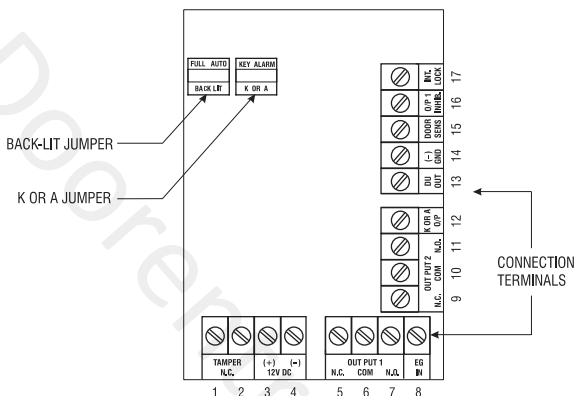 FULL AUTO
BACK LIT
KEY ALARM
K OR A
BACK-LIT JUMPER
K OR A JUMPER
INT. LOCK 17
O/P 1 INHIB. 16
DOOR SENS 15
(–) GND 14
DU OUT 13
K OR A O/P 12
OUT PUT 2
N.O. 11
COM 10
N.C. 9
CONNECTION
TERMINALS
TAMPER (+) (–) OUT PUT 1 EG
N.C. 12V DC N.C. COM N.O. IN
1 2 3 4 5 6 7 8